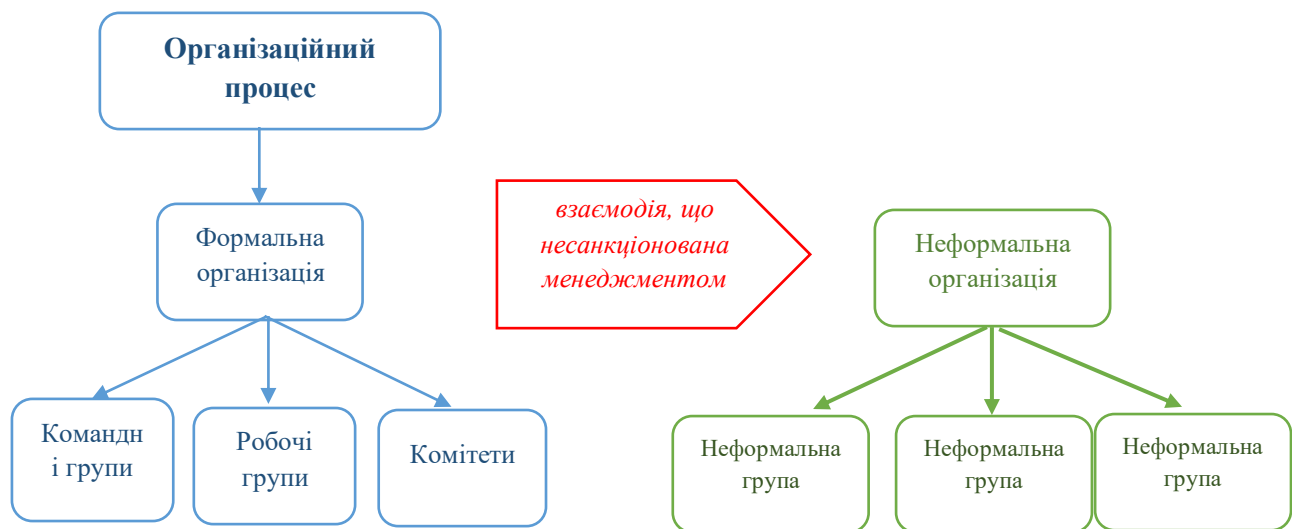 Організаційний
процес
взаємодія, що
несанкціонована
менеджментом
Формальна
організація
Неформальна
організація
Командн
і групи
Робочі
групи
Комітети
Неформальна
група
Неформальна
група
Неформальна
група